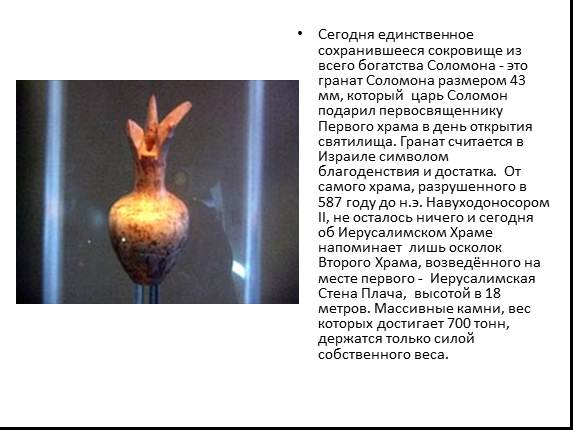 • Сегодня единственное
сохранившееся сокровище из
всего богатства Соломона - это
гранат Соломона размером 43
мм, который  царь Соломон
подарил первосвященнику
Первого храма в день открытия
святилища. Гранат считается в
Израиле символом
благоденствия и достатка.  От
самого храма, разрушенного в
587 году до н.э. Навуходоносором
II, не осталось ничего и сегодня
об Иерусалимском Храме
напоминает  лишь осколок
Второго Храма, возведённого на
месте первого -  Иерусалимская
Стена Плача,  высотой в 18
метров. Массивные камни, вес
которых достигает 700 тонн,
держатся только силой
собственного веса.